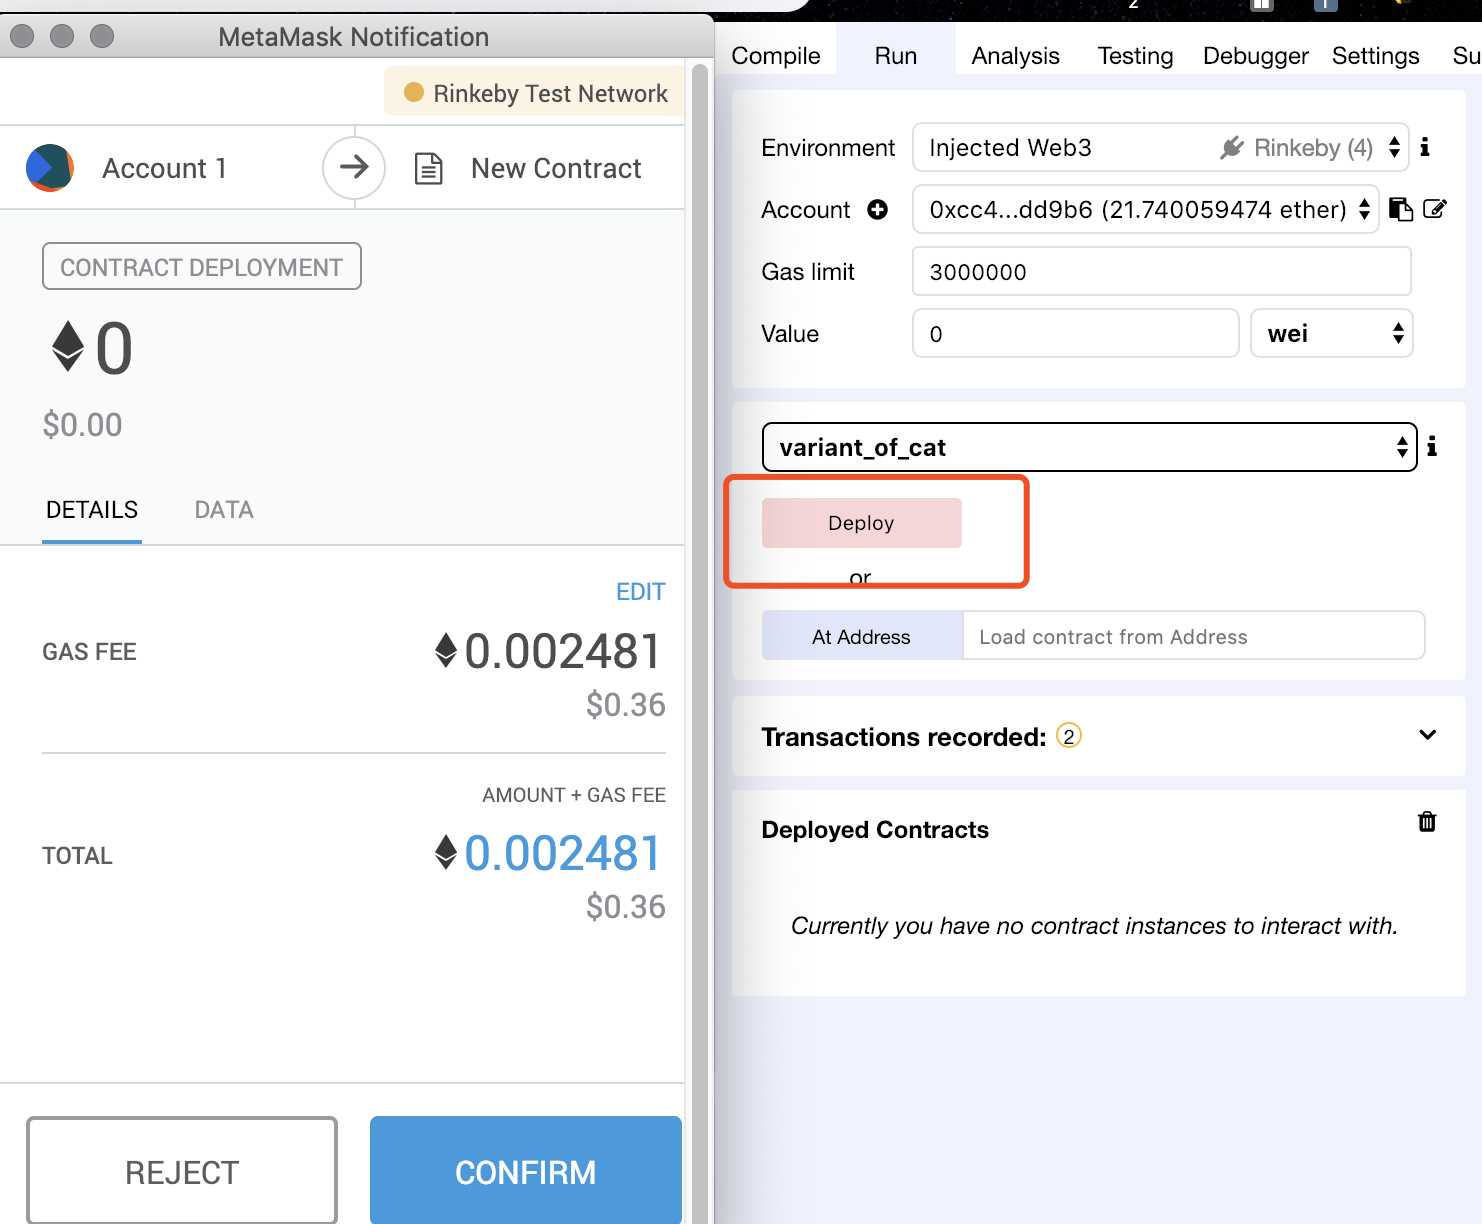 MetaMask Notification
Rinkeby Test Network
Account 1
New Contract
CONTRACT DEPLOYMENT
0
$0.00
DETAILS DATA
EDIT
GAS FEE 0.002481
$0.36
AMOUNT + GAS FEE
TOTAL 0.002481
$0.36
REJECT CONFIRM
2
Compile Run Analysis Testing Debugger Settings Su
Environment Injected Web3 Rinkeby (4)
Account 0xcc4...dd9b6 (21.740059474 ether)
Gas limit 3000000
Value 0 wei
variant_of_cat
Deploy
or
At Address Load contract from Address
Transactions recorded: 2
Deployed Contracts
Currently you have no contract instances to interact with.